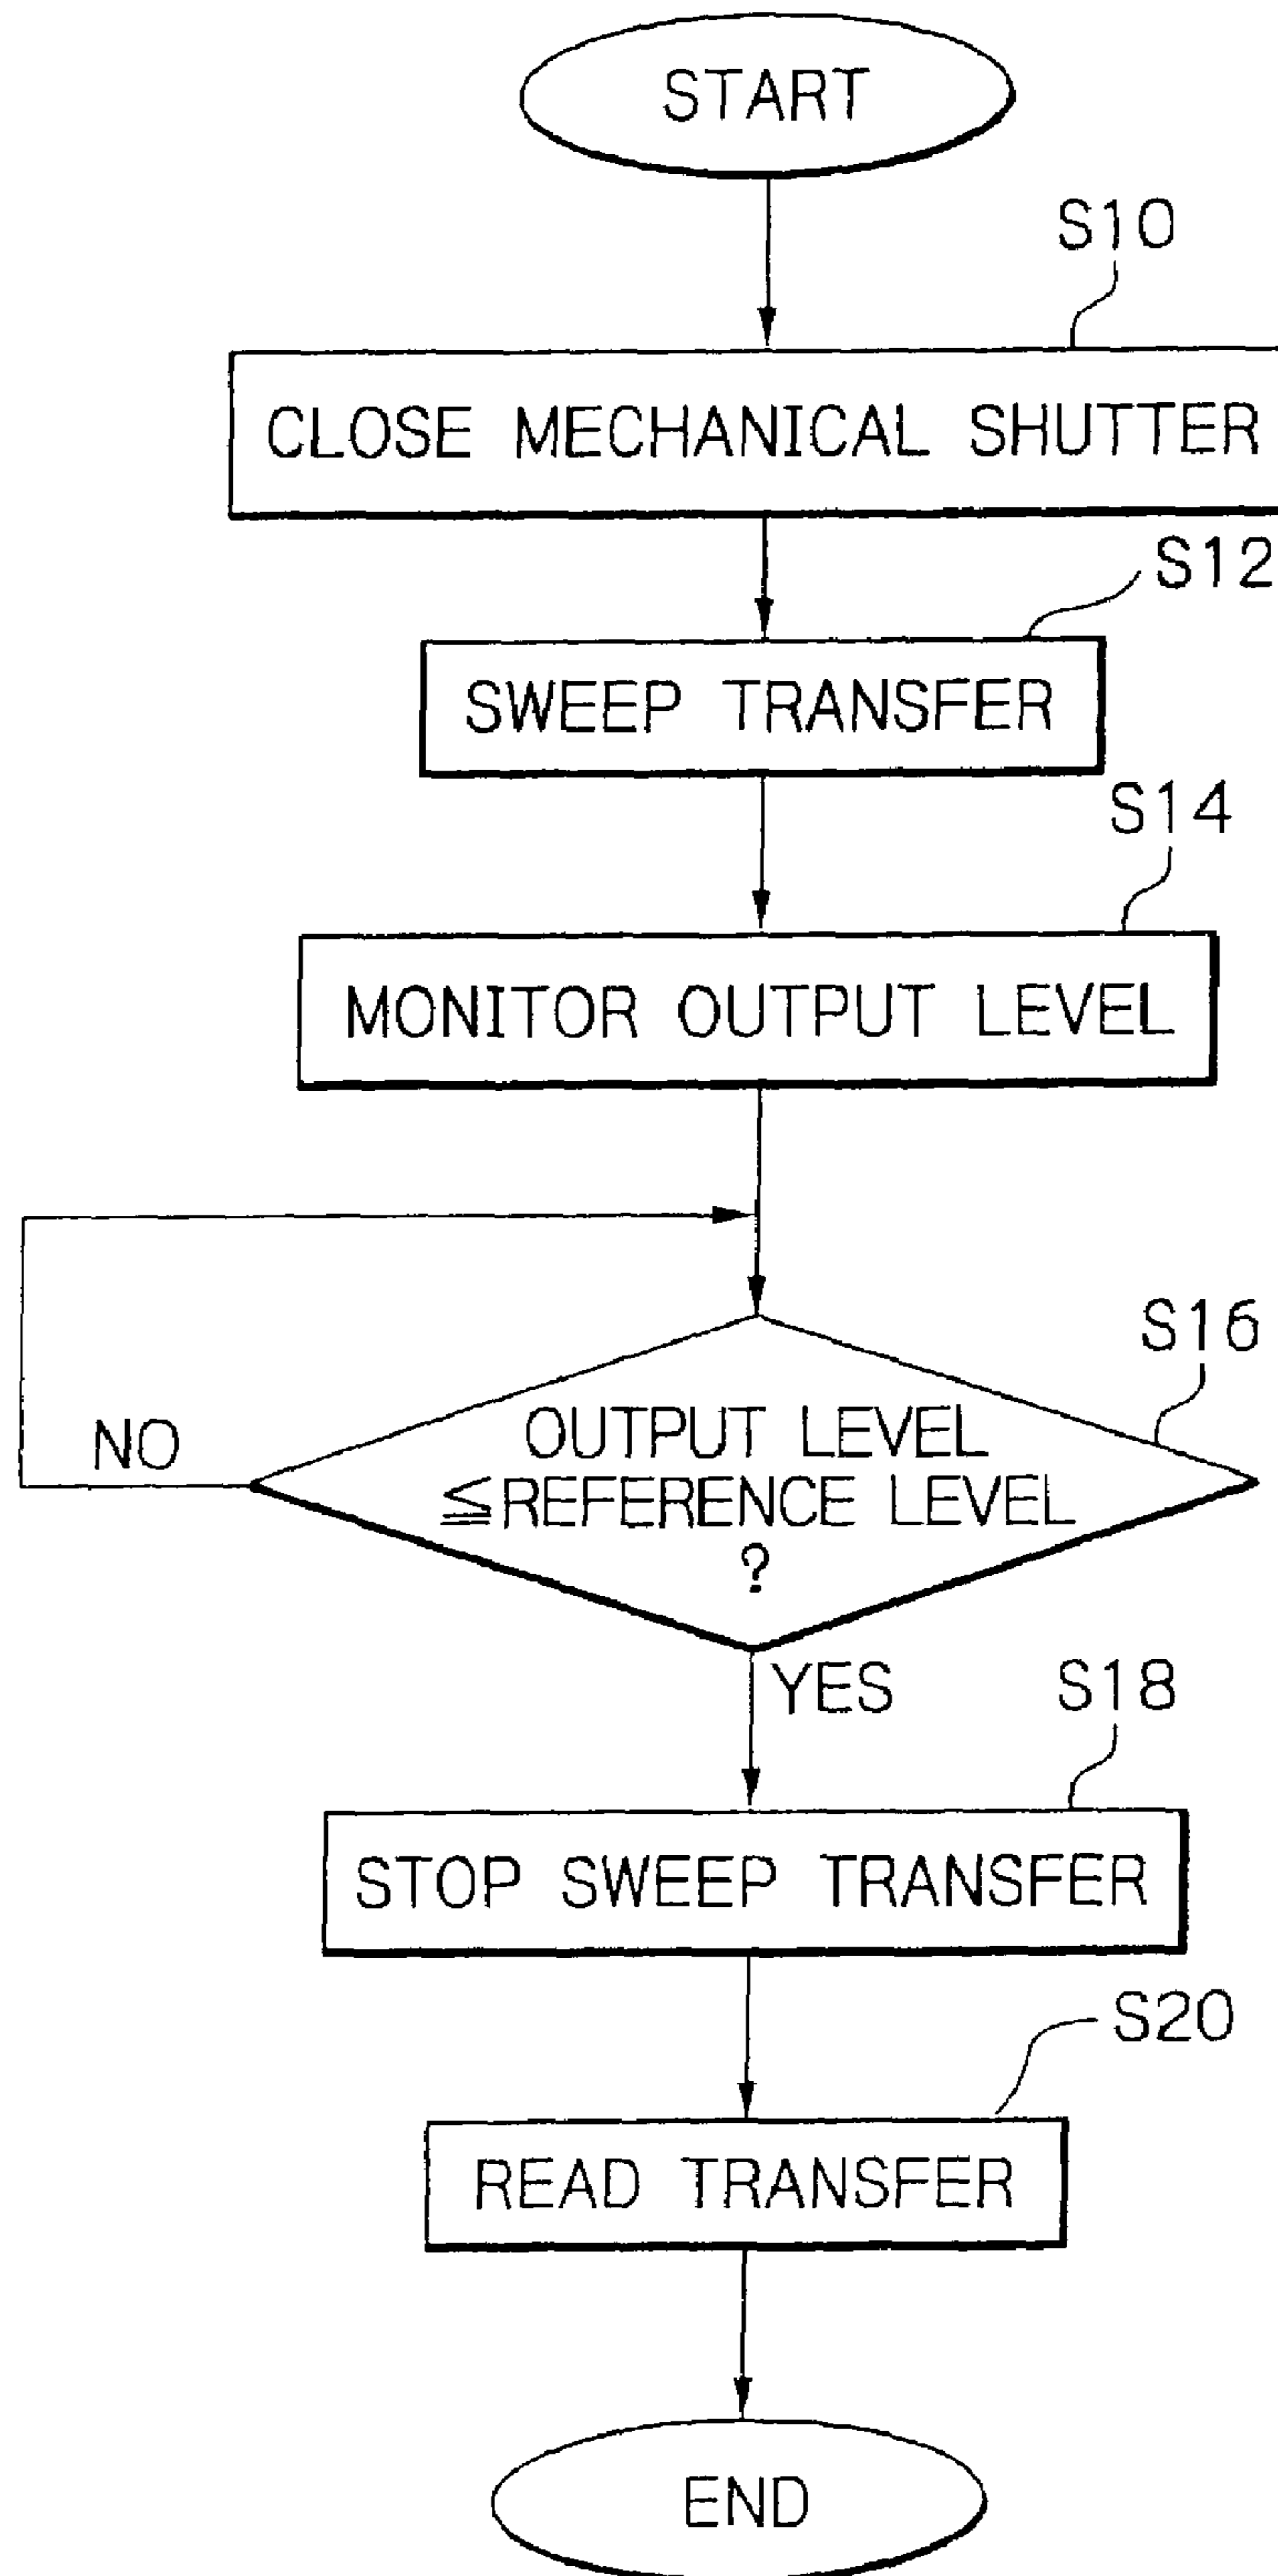 START
S10
CLOSE MECHANICAL SHUTTER
S12
SWEEP TRANSFER
S14
MONITOR OUTPUT LEVEL
S16
NO
OUTPUT LEVEL
≦REFERENCE LEVEL
?
YES
S18
STOP SWEEP TRANSFER
S20
READ TRANSFER
END